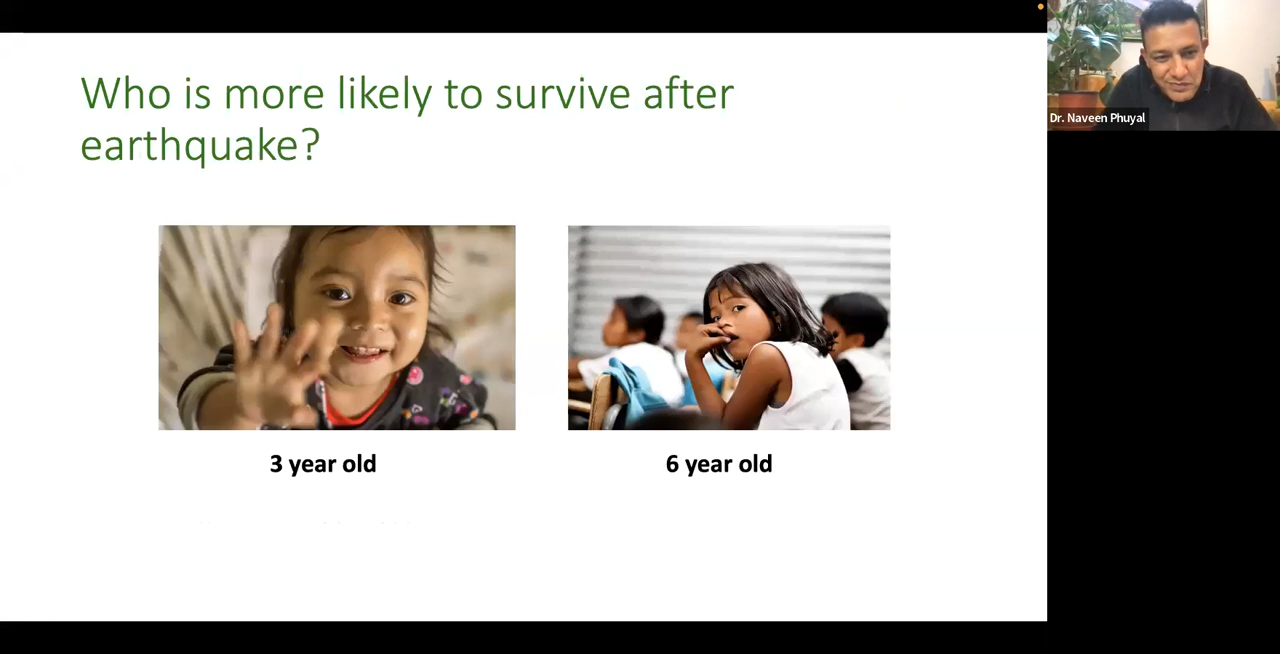 Who is more likely to survive after
earthquake?
3 year old
6 year old
Dr. Naveen Phuyal